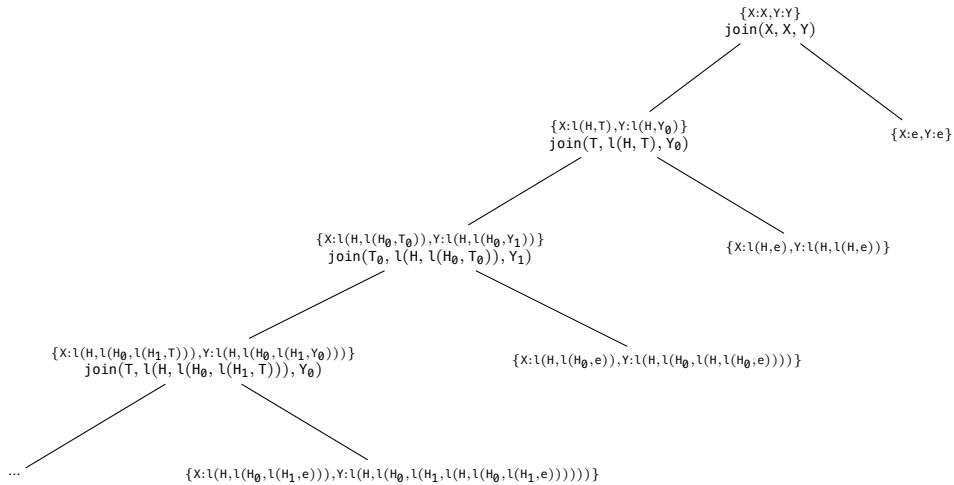 {X:X,Y:Y}
join(X, X, Y)
{X:l(H,T),Y:l(H,Y₀)}
join(T, l(H, T), Y₀)
{X:e,Y:e}
{X:l(H,l(H₀,T₀)),Y:l(H,l(H₀,Y₁))}
join(T₀, l(H, l(H₀, T₀)), Y₁)
{X:l(H,e),Y:l(H,l(H,e))}
{X:l(H,l(H₀,l(H₁,T))),Y:l(H,l(H₀,l(H₁,Y₀)))}
join(T, l(H, l(H₀, l(H₁, T))), Y₀)
{X:l(H,l(H₀,e)),Y:l(H,l(H₀,l(H,l(H₀,e))))}
...
{X:l(H,l(H₀,l(H₁,e))),Y:l(H,l(H₀,l(H₁,l(H,l(H₀,l(H₁,e))))))}